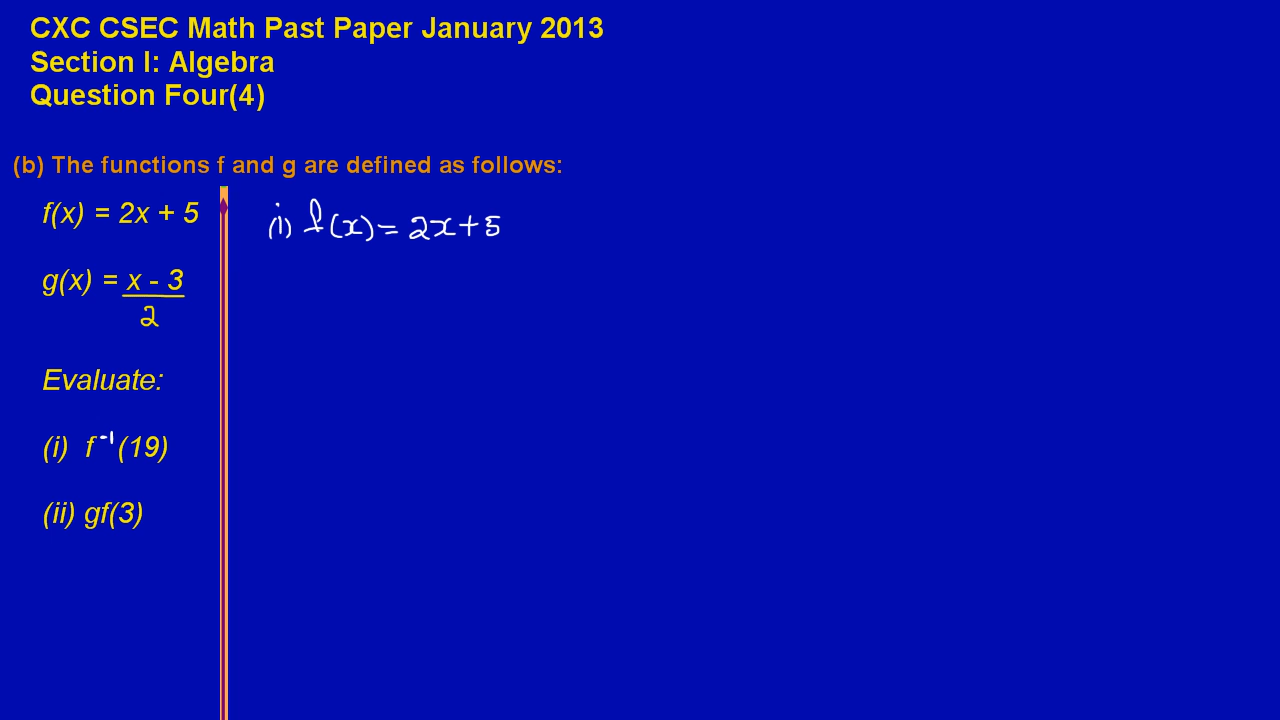 CXC CSEC Math Past Paper January 2013
Section I: Algebra
Question Four(4)
(b) The functions f and g are defined as follows:
f(x) = 2x + 5
g(x) = x - 3
2
Evaluate:
(i) f⁻¹(19)
(ii) gf(3)
(i) f(x) = 2x+5